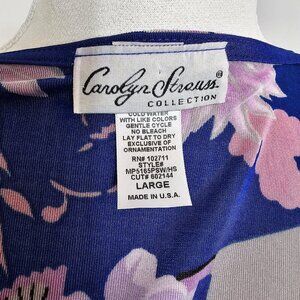 Carolyn Strauss
COLLECTION
COLD WATER
WITH LIKE COLORS
GENTLE CYCLE
NO BLEACH
LAY FLAT TO DRY
EXCLUSIVE OF
ORNAMENTATION
RN# 102711
STYLE#
MP5165PSW/HS
CUT# 602144
LARGE
MADE IN U.S.A.